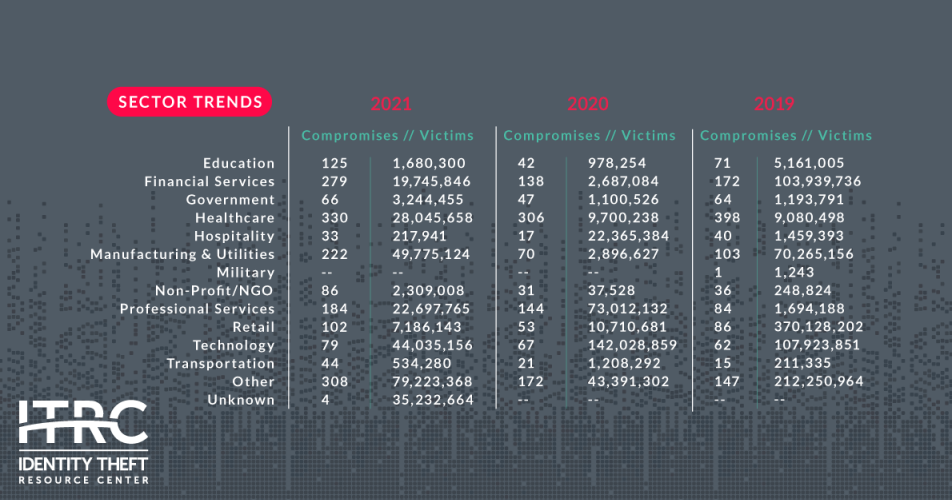 SECTOR TRENDS 2021 2020 2019
Compromises // Victims Compromises // Victims Compromises // Victims
Education 125 1,680,300 42 978,254 71 5,161,005
Financial Services 279 19,745,846 138 2,687,084 172 103,939,736
Government 66 3,244,455 47 1,100,526 64 1,193,791
Healthcare 330 28,045,658 306 9,700,238 398 9,080,498
Hospitality 33 217,941 17 22,365,384 40 1,459,393
Manufacturing & Utilities 222 49,775,124 70 2,896,627 103 70,265,156
Military -- -- -- -- 1 1,243
Non-Profit/NGO 86 2,309,008 31 37,528 36 248,824
Professional Services 184 22,697,765 144 73,012,132 84 1,694,188
Retail 102 7,186,143 53 10,710,681 86 370,128,202
Technology 79 44,035,156 67 142,028,859 62 107,923,851
Transportation 44 534,280 21 1,208,292 15 211,335
Other 308 79,223,368 172 43,391,302 147 212,250,964
Unknown 4 35,232,664 -- -- -- --
ITRC
IDENTITY THEFT
RESOURCE CENTER